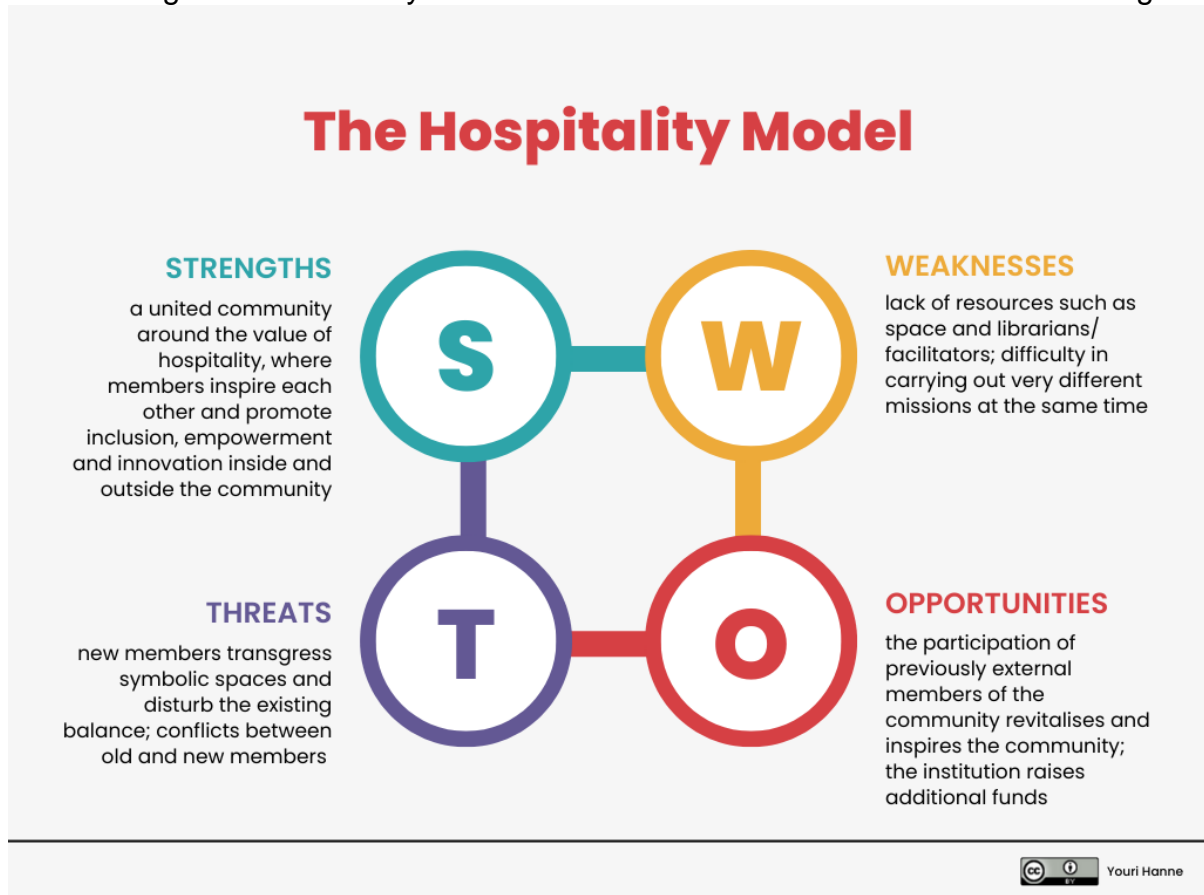 The Hospitality Model
STRENGTHS
a united community
around the value of
hospitality, where
members inspire each
other and promote
inclusion, empowerment
and innovation inside and
outside the community
S
W
WEAKNESSES
lack of resources such as
space and librarians/
facilitators; difficulty in
carrying out very different
missions at the same time
THREATS
new members transgress
symbolic spaces and
disturb the existing
balance; conflicts between
old and new members
T
O
OPPORTUNITIES
the participation of
previously external
members of the
community revitalises and
inspires the community;
the institution raises
additional funds
cc
BY
Youri Hanne